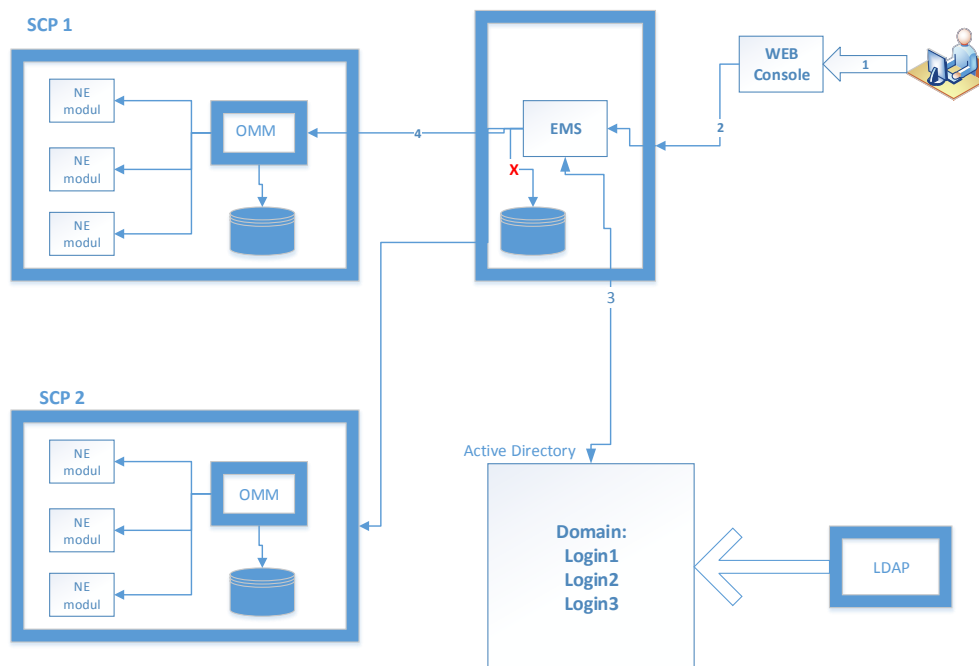 SCP 1
NE
modul
NE
modul
NE
modul
OMM
4
EMS
X
2
WEB
Console
1
3
SCP 2
NE
modul
NE
modul
NE
modul
OMM
Active Directory
Domain:
Login1
Login2
Login3
LDAP